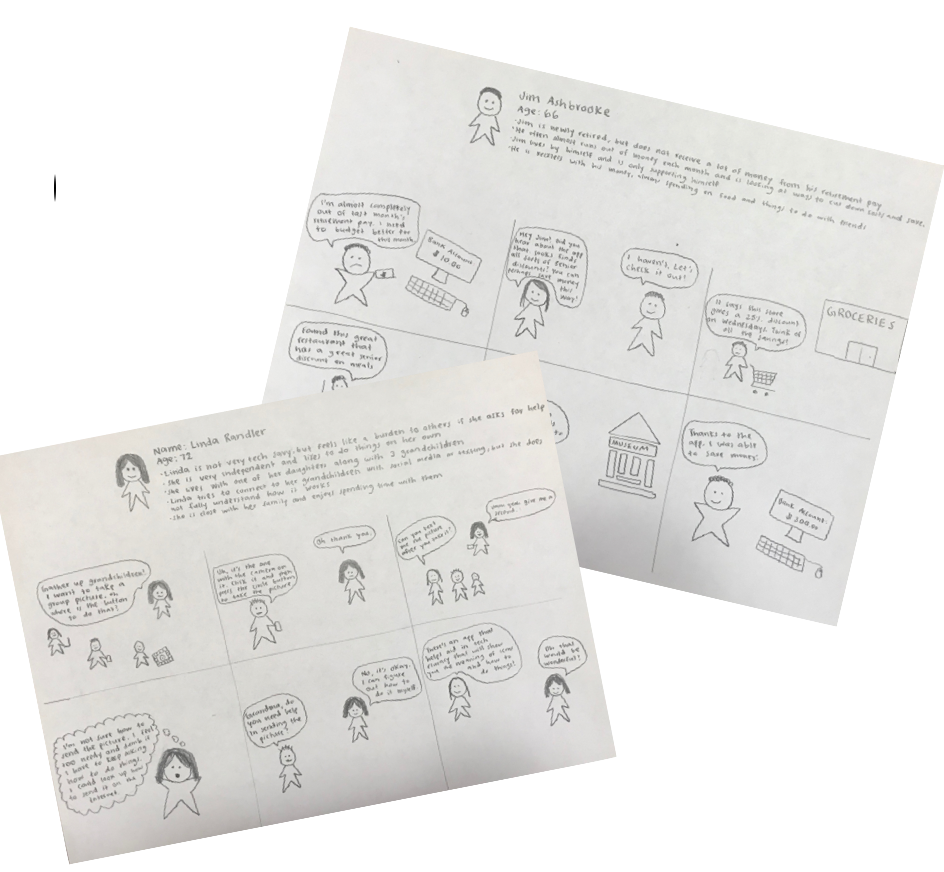 Jim Ashbrooke
Age: 66
·Jim is newly retired, but does not receive a lot of money from his retirement pay
·He often almost runs out of money each month and is looking at ways to cut down costs and save.
·Jim lives by himself and is only supporting himself
·He is reckless with his money, always spending on food and things to do with friends
I'm almost completely
out of last month's
retirement pay. I need
to budget better for
this month
Bank Account
$10.00
Hey Jim! Did you
hear about the app
that looks finds
all sorts of senior
discounts? You can
perhaps save money
this
way!
I haven't. Let's
check it out!
It says this store
gives a 25% discount
on Wednesdays. Think of
all the savings!
GROCERIES
Found this great
restaurant that
has a great senior
discount on meals
MUSEUM
Thanks to the
app, I was able
to save money.
Bank Account:
$300.00
Name: Linda Randler
Age: 72
·Linda is not very tech savvy, but feels like a burden to others if she asks for help
·She is very independent and likes to do things on her own
·She lives with one of her daughters along with 3 grandchildren
·Linda tries to connect to her grandchildren with social media or texting, but she does
not fully understand how it works
·She is close with her family and enjoys spending time with them
Gather up grandchildren!
I want to take a
group picture, oh
where is the button
to do that!
Uh, it's the one
with the camera on
it. Click it and then
press the circle button
to take the picture
Oh thank you.
Can you text
me the picture
when you take it?
Mmm yeah give me a
second.
I'm not sure how to
send the picture. I feel
too needy and dumb if
I have to keep asking
how to do things.
I could look up how
to send it on the
Internet
Grandma, do
you need help
in sending the
picture?
No, it's okay.
I can figure
out how to
do it myself
There's an app that
helps aid in tech
fluency that will show
you the meaning of icons
and how to
do things!
Oh that
would be
wonderful!